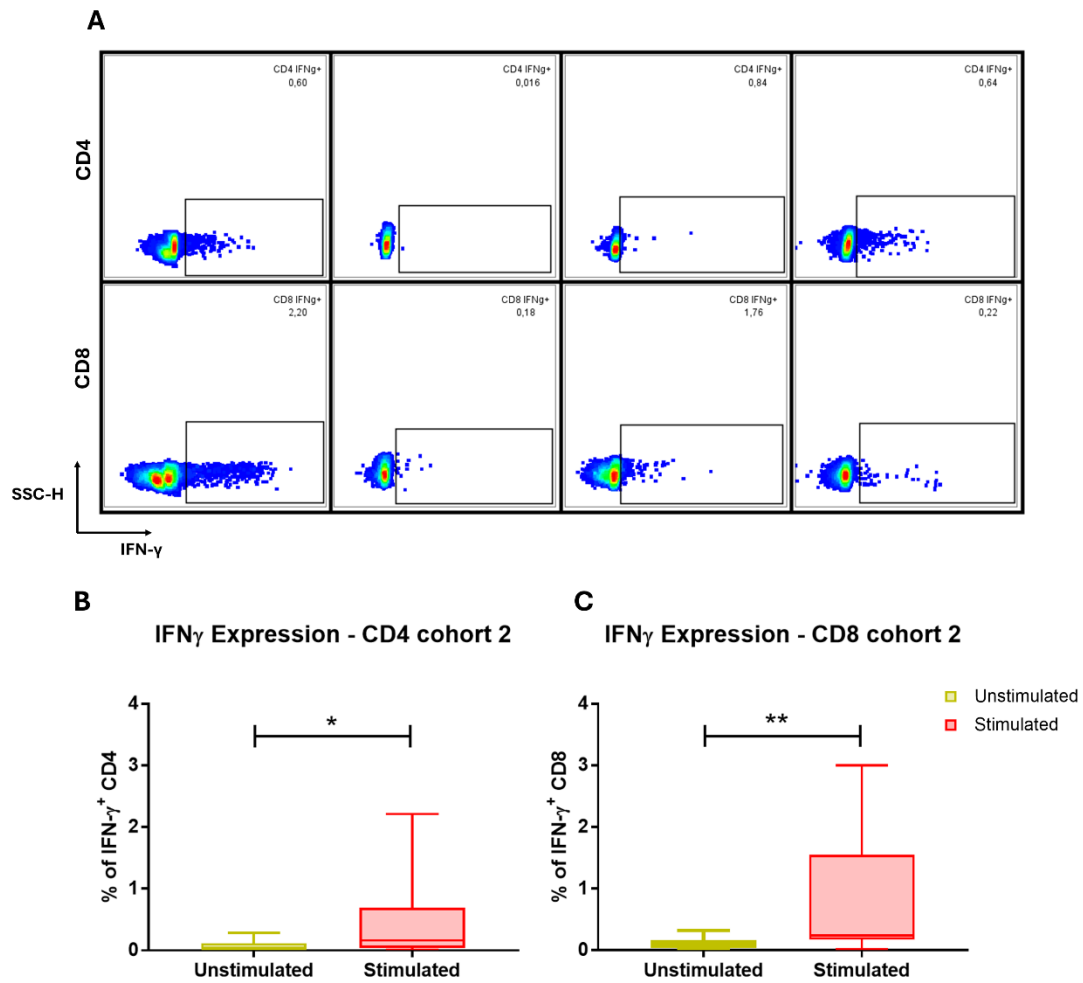 A
CD4
CD4 IFNg+
0,60
CD4 IFNg+
0,016
CD4 IFNg+
0,84
CD4 IFNg+
0,64
CD8
CD8 IFNg+
2,20
CD8 IFNg+
0,18
CD8 IFNg+
1,76
CD8 IFNg+
0,22
SSC-H
IFN-γ
B
IFNγ Expression - CD4 cohort 2
% of IFN-γ+ CD4
4
3
2
1
0
*
Unstimulated
Stimulated
C
IFNγ Expression - CD8 cohort 2
% of IFN-γ+ CD8
4
3
2
1
0
**
Unstimulated
Stimulated
Unstimulated
Stimulated